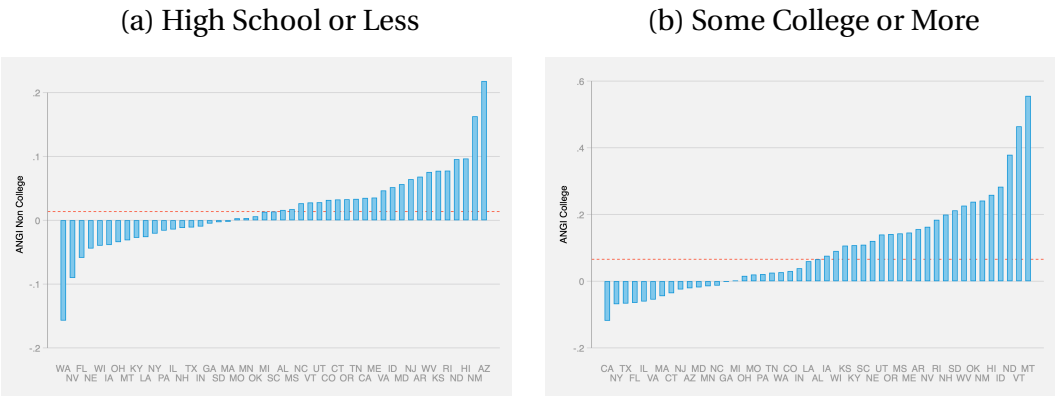 (a) High School or Less
.2
.1
0
-.1
-.2
ANGI Non College
WA FL WI OH KY NY IL TX GA MA MN MI AL NC UT CT TN ME VA NJ WV RI HI AZ
NV NE IA MT LA PA NH IN SD MO OK SC MS VT CO OR CA MD AR KS ND NM
(b) Some College or More
.6
.4
.2
0
-.2
ANGI College
CA TX IL MA NJ MD NC MI MO TN CO LA IA KS SC UT MS AR RI SD OK HI ND MT
NY FL VA CT AZ MN GA OH PA WA IN AL WI KY NE OR ME NV NH WV NM ID VT